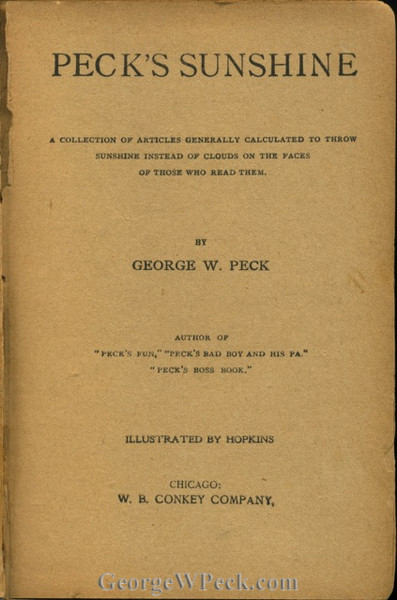 PECK'S SUNSHINE
A COLLECTION OF ARTICLES GENERALLY CALCULATED TO THROW
SUNSHINE INSTEAD OF CLOUDS ON THE FACES
OF THOSE WHO READ THEM.
BY
GEORGE W. PECK
AUTHOR OF
"PECK'S FUN," "PECK'S BAD BOY AND HIS PA."
"PECK'S BOSS BOOK."
ILLUSTRATED BY HOPKINS
CHICAGO:
W. B. CONKEY COMPANY,
GeorgeWPeck.com